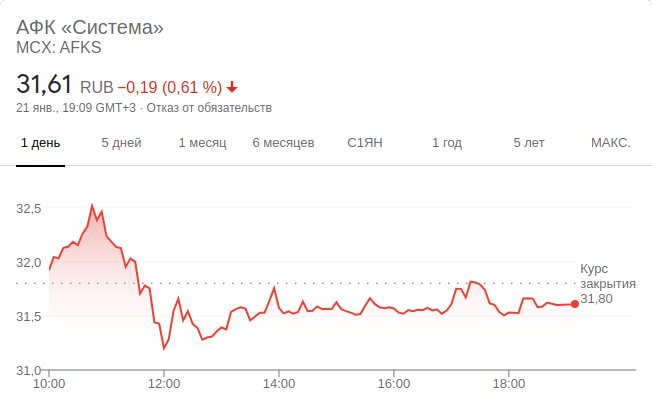 АФК «Система»
MCX: AFKS
31,61 RUB −0,19 (0,61 %)
21 янв., 19:09 GMT+3 · Отказ от обязательств
1 день 5 дней 1 месяц 6 месяцев С1ЯН 1 год 5 лет МАКС.
32,5
32,0
Курс
закрытия
31,80
31,5
31,0
10:00 12:00 14:00 16:00 18:00